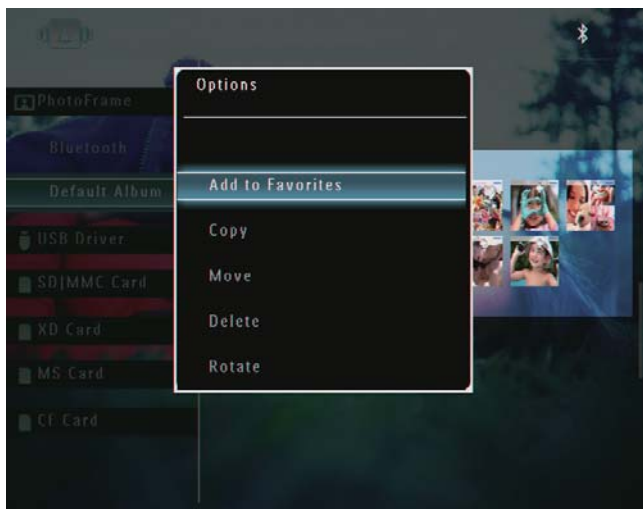 Options
PhotoFrame
Bluetooth
Add to Favorites
Default Album
Copy
USB Driver
Move
SD|MMC Card
Delete
XD Card
Rotate
MS Card
CF Card